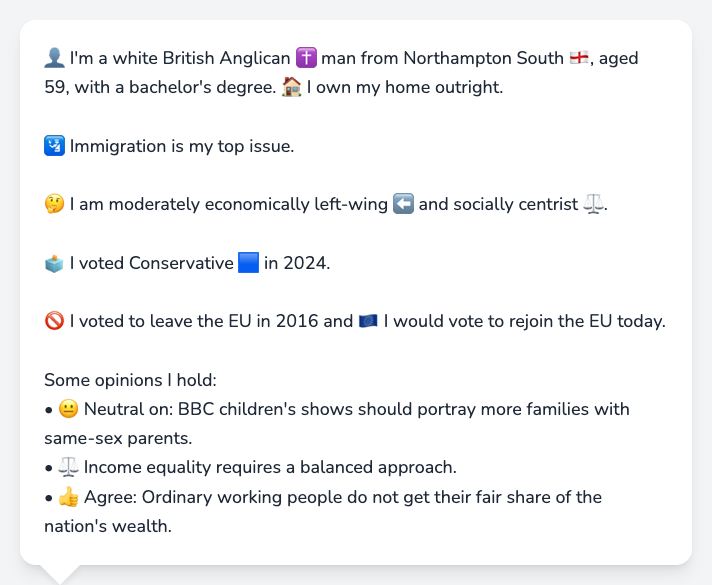 👤 I'm a white British Anglican ✝️ man from Northampton South 🏴󠁧󠁢󠁥󠁮󠁧󠁿, aged
59, with a bachelor's degree. 🏠 I own my home outright.
🛂 Immigration is my top issue.
🤔 I am moderately economically left-wing ⬅️ and socially centrist ⚖️.
🗳️ I voted Conservative 🟦 in 2024.
🚫 I voted to leave the EU in 2016 and 🇪🇺 I would vote to rejoin the EU today.
Some opinions I hold:
• 😐 Neutral on: BBC children's shows should portray more families with
same-sex parents.
• ⚖️ Income equality requires a balanced approach.
• 👍 Agree: Ordinary working people do not get their fair share of the
nation's wealth.